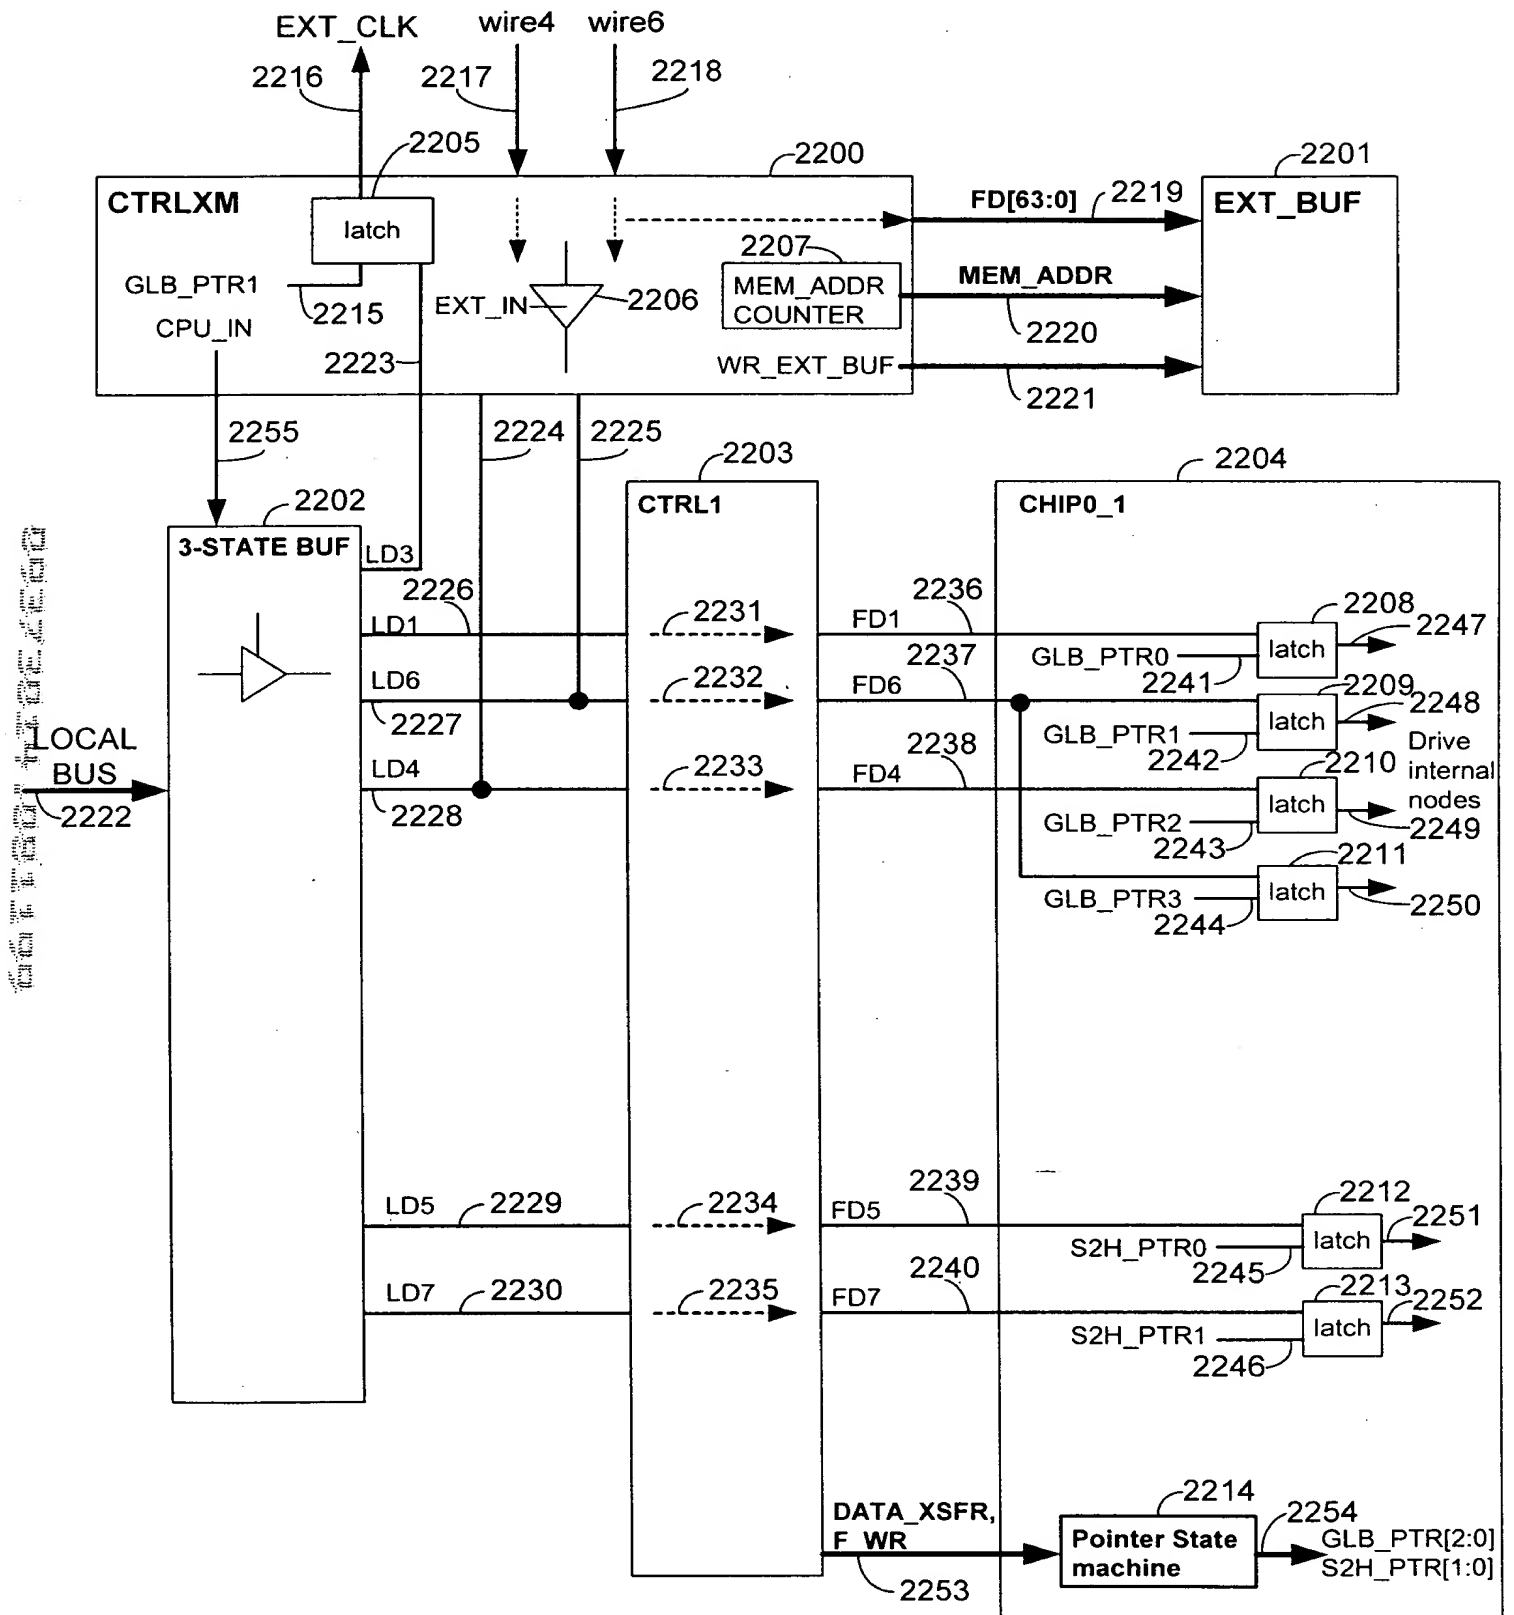 EXT_CLK wire4 wire6
2216 2217 2218
2205 2200 2201
CTRLXM
latch
GLB_PTR1
2215
CPU_IN
2223
EXT_IN
2206
2207
MEM_ADDR
COUNTER
WR_EXT_BUF
FD[63:0] 2219
MEM_ADDR
2220
2221
EXT_BUF
2255
2224 2225
2203
2204
2202
3-STATE BUF
LD3
CTRL1
CHIP0_1
LOCAL
BUS
2222
2226
LD1
LD6
2227
LD4
2228
LD5 2229
LD7 2230
2231
2232
2233
2234
2235
2236
FD1
2237
FD6
2238
FD4
2239
FD5
2240
FD7
2208
latch
2247
GLB_PTR0
2241
2209
latch
2248
GLB_PTR1
2242
Drive
internal
nodes
2210
latch
2249
GLB_PTR2
2243
2211
latch
2250
GLB_PTR3
2244
2212
latch
2251
S2H_PTR0
2245
2213
latch
2252
S2H_PTR1
2246
DATA_XSFR,
F_WR
2253
2214
Pointer State
machine
2254
GLB_PTR[2:0]
S2H_PTR[1:0]